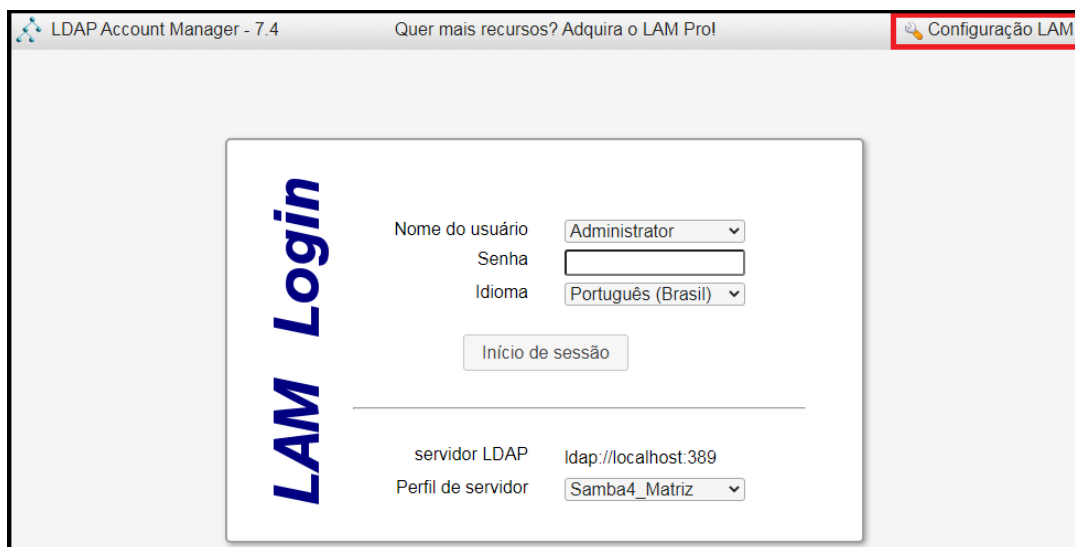 LDAP Account Manager - 7.4 Quer mais recursos? Adquira o LAM Pro! Configuração LAM
LAM Login
Nome do usuário Administrator
Senha
Idioma Português (Brasil)
Início de sessão
servidor LDAP ldap://localhost:389
Perfil de servidor Samba4_Matriz